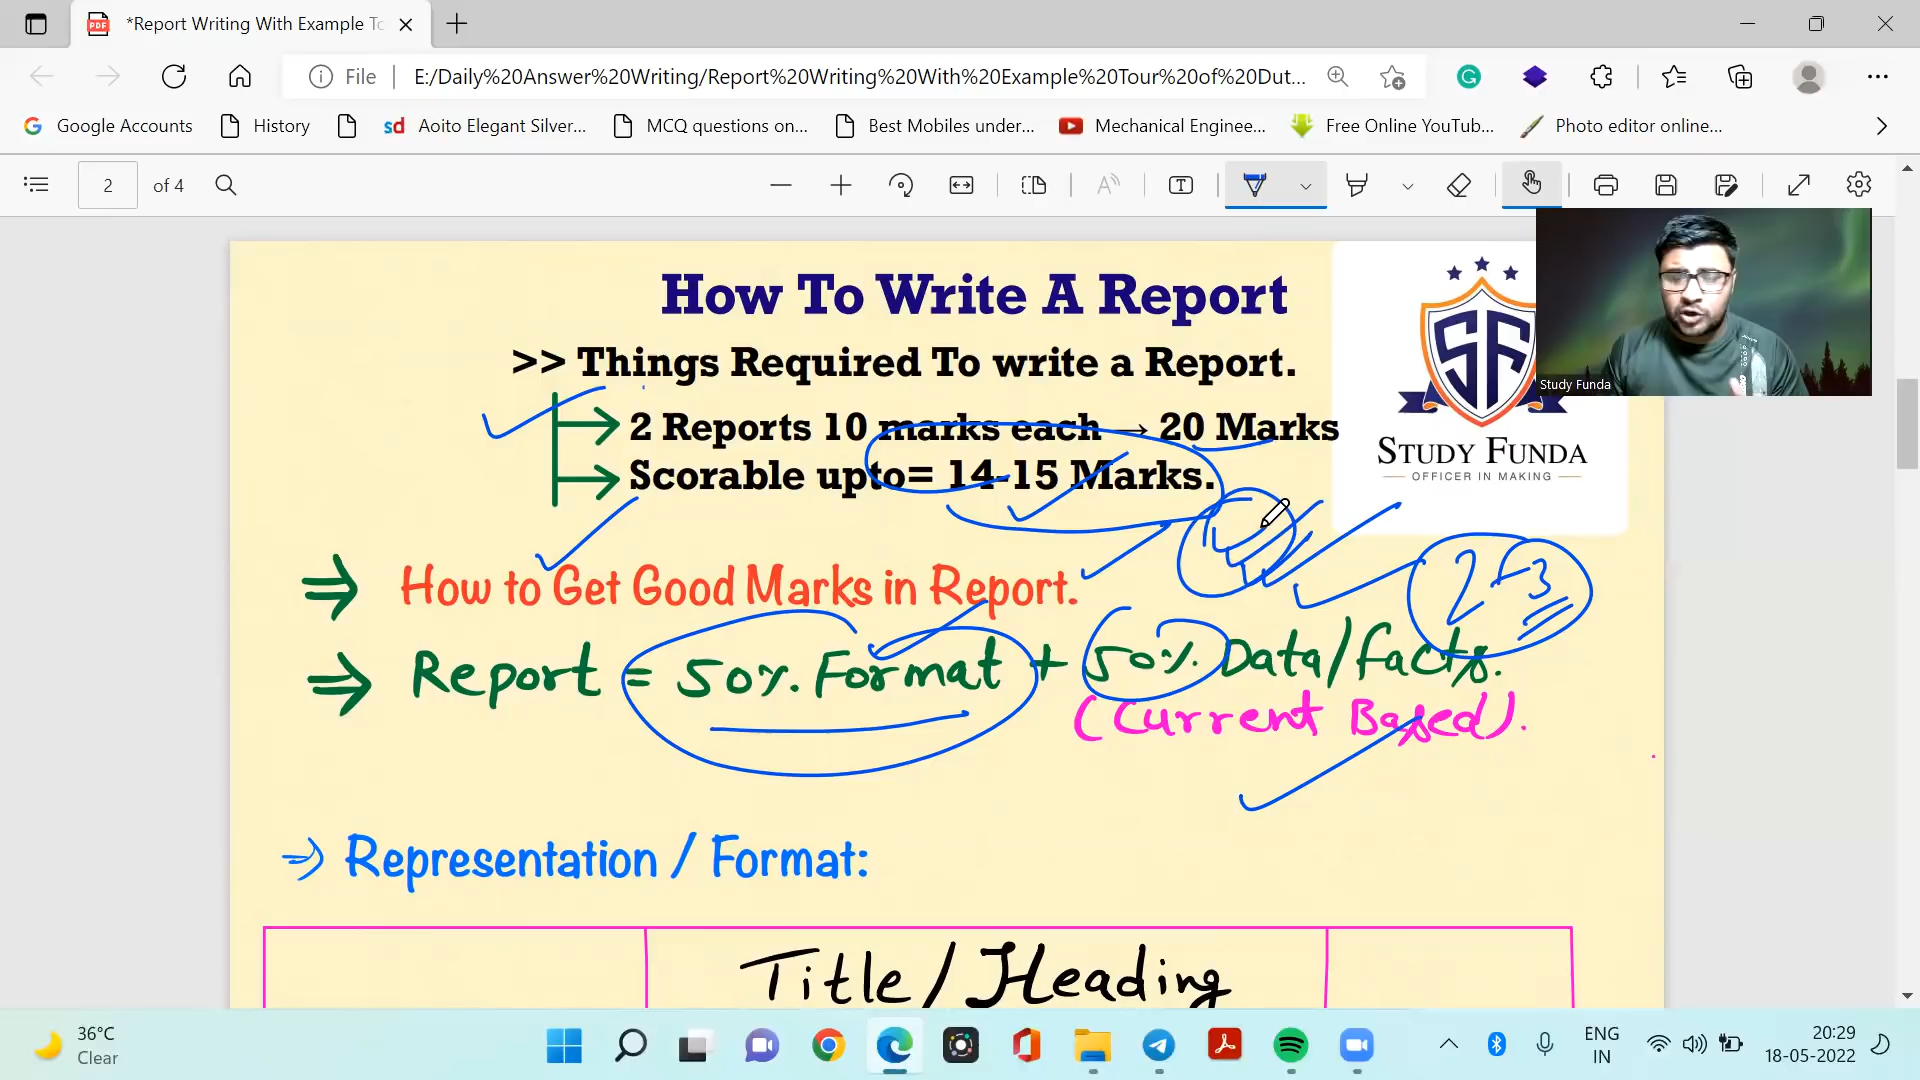 *Report Writing With Example To
File
E:/Daily%20Answer%20Writing/Report%20Writing%20With%20Example%20Tour%20of%20Dut...
Google Accounts
History
Aoito Elegant Silver...
MCQ questions on...
Best Mobiles under...
Mechanical Enginee...
Free Online YouTub...
Photo editor online...
2 of 4
How To Write A Report
>> Things Required To write a Report.
2 Reports 10 marks each → 20 Marks
Scorable upto= 14-15 Marks.
SF
STUDY FUNDA
OFFICER IN MAKING
Study Funda
2-3
⇒ How to Get Good Marks in Report.
⇒ Report = 50%. Format + 50%. Data/facts.
(Current Based).
→ Representation / Format:
Title / Heading
36°C
Clear
ENG
IN
20:29
18-05-2022